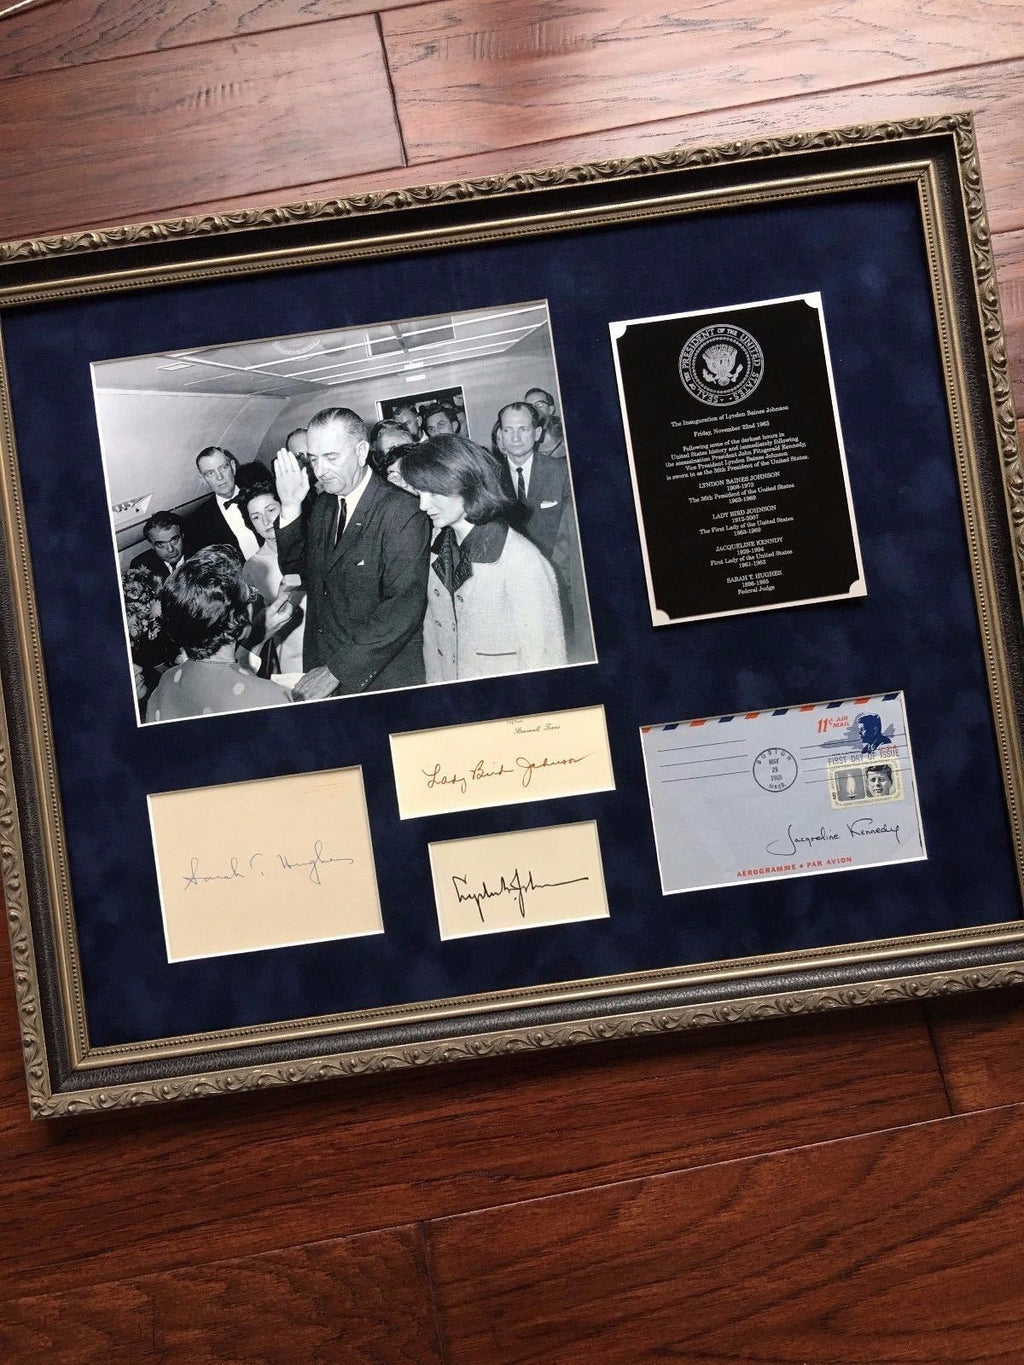 SEAL OF THE PRESIDENT OF THE UNITED STATES
The Inauguration of Lyndon Baines Johnson
Friday, November 22nd 1963
Following some of the darkest hours in
United States history and immediately following
the assassination President John Fitzgerald Kennedy,
Vice President Lyndon Baines Johnson
is sworn in as the 36th President of the United States.
LYNDON BAINES JOHNSON
1908-1973
The 36th President of the United States
1963-1969
LADY BIRD JOHNSON
1912-2007
The First Lady of the United States
1963-1969
JACQUELINE KENNDY
1929-1994
First Lady of the United States
1961-1963
SARAH T. HUGHES
1896-1985
Federal Judge
Stonewall, Texas
Lady Bird Johnson
Sarah T. Hughes
Lyndon B. Johnson
11¢ AIR
MAIL
U.S.A.
FIRST DAY OF ISSUE
BOSTON
MAY
29
MASS.
5
Jacqueline Kennedy
AÉROGRAMME • PAR AVION